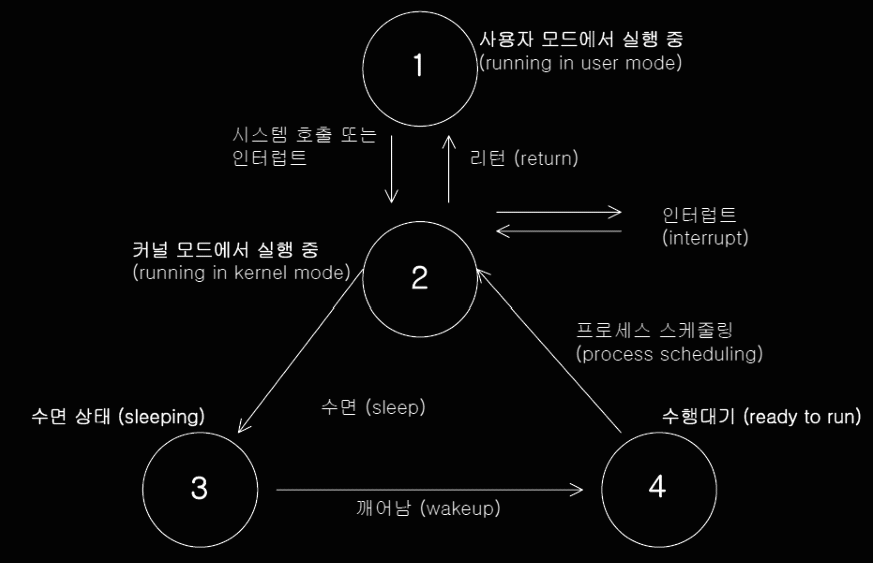 1
사용자 모드에서 실행 중
(running in user mode)
시스템 호출 또는
인터럽트
리턴 (return)
인터럽트
(interrupt)
커널 모드에서 실행 중
(running in kernel mode)
2
프로세스 스케줄링
(process scheduling)
수면 (sleep)
수면 상태 (sleeping)
수행대기 (ready to run)
3
4
깨어남 (wakeup)